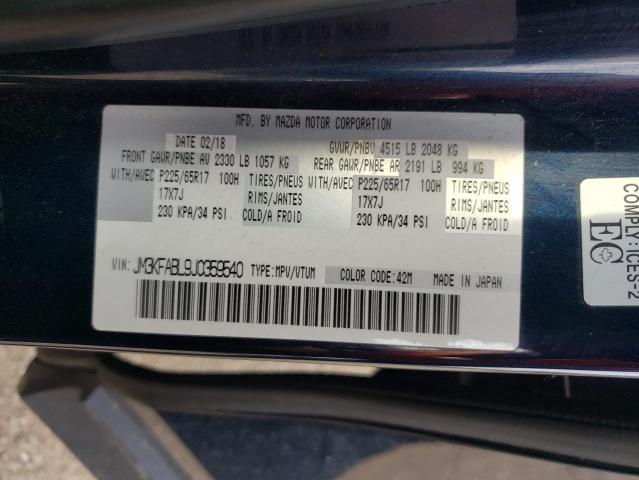 MFD. BY MAZDA MOTOR CORPORATION
DATE 02/18 GVWR/PNBV 4515 LB 2048 KG
FRONT GAWR/PNBE AV 2330 LB 1057 KG REAR GAWR/PNBE AR 2191 LB 994 KG
WITH/AVEC P225/65R17 100H TIRES/PNEUS WITH/AVEC P225/65R17 100H TIRES/PNEUS
17X7J RIMS/JANTES 17X7J RIMS/JANTES
230 KPA/34 PSI COLD/A FROID 230 KPA/34 PSI COLD/A FROID
VIN: JM3KFABL9J0359540 TYPE:MPV/VTUM COLOR CODE:42M MADE IN JAPAN
COMPLY: ICES-2
EC